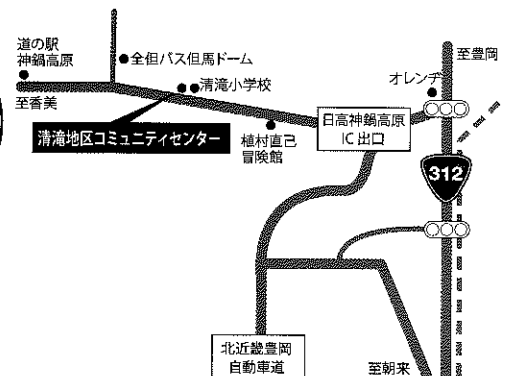 道の駅
神鍋高原
全但バス但馬ドーム
至豊岡
清滝小学校
オレンヂ
至香美
清滝地区コミュニティセンター
植村直己
冒険館
日高神鍋高原
IC 出口
312
北近畿豊岡
自動車道
至朝来